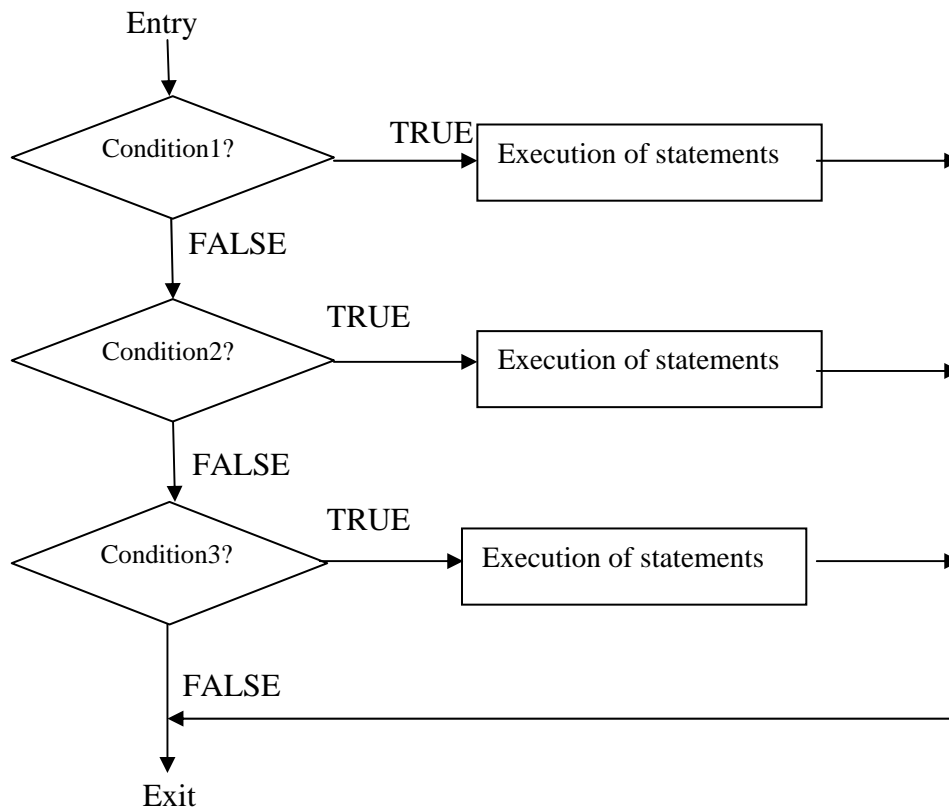 Entry
Condition1?
TRUE
Execution of statements
FALSE
Condition2?
TRUE
Execution of statements
FALSE
Condition3?
TRUE
Execution of statements
FALSE
Exit